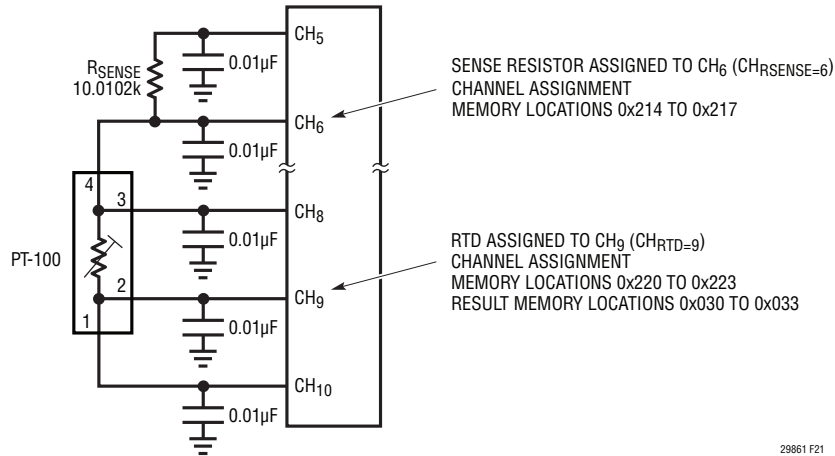 CH5
0.01µF
RSENSE
10.0102k
CH6
0.01µF
SENSE RESISTOR ASSIGNED TO CH6 (CHRSENSE=6)
CHANNEL ASSIGNMENT
MEMORY LOCATIONS 0x214 TO 0x217
4
3
CH8
0.01µF
PT-100
2
CH9
0.01µF
1
RTD ASSIGNED TO CH9 (CHRTD=9)
CHANNEL ASSIGNMENT
MEMORY LOCATIONS 0x220 TO 0x223
RESULT MEMORY LOCATIONS 0x030 TO 0x033
CH10
0.01µF
29861 F21